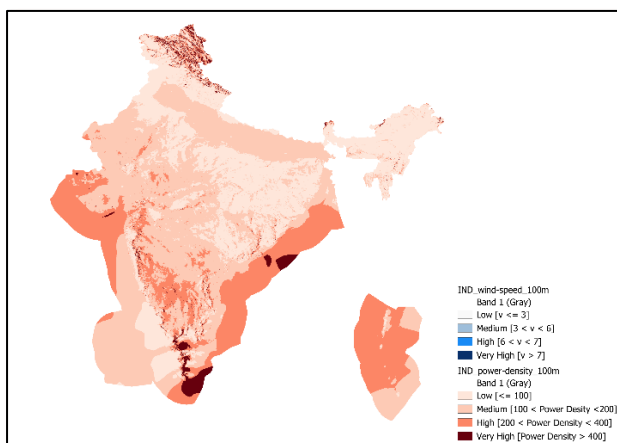 IND_wind-speed_100m
Band 1 (Gray)
Low [v <= 3]
Medium [3 < v < 6]
High [6 < v < 7]
Very High [v > 7]
IND_power-density_100m
Band 1 (Gray)
Low [<= 100]
Medium [100 < Power Desity <200]
High [200 < Power Density < 400]
Very High [Power Density > 400]